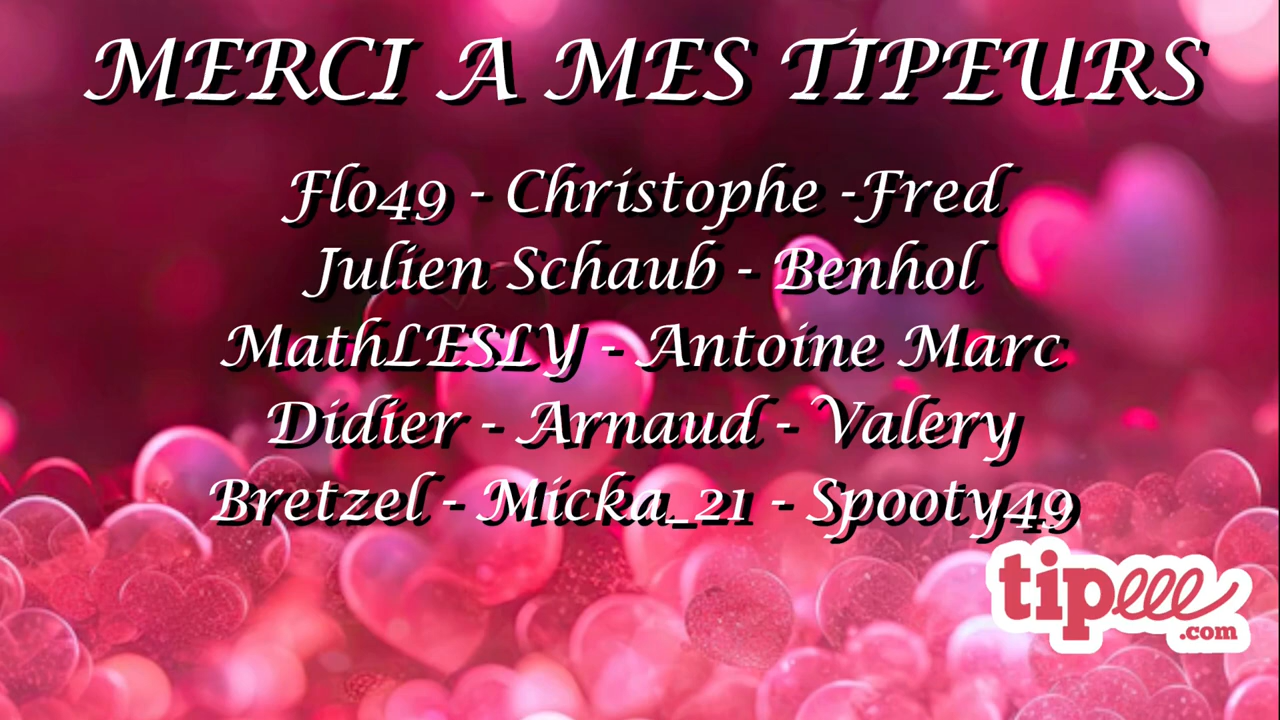 MERCI A MES TIPEURS
Flo49 - Christophe -Fred
Julien Schaub - Benhol
MathLESLY - Antoine Marc
Didier - Arnaud - Valery
Bretzel - Micka_21 - Spooty49
tipeee
.com